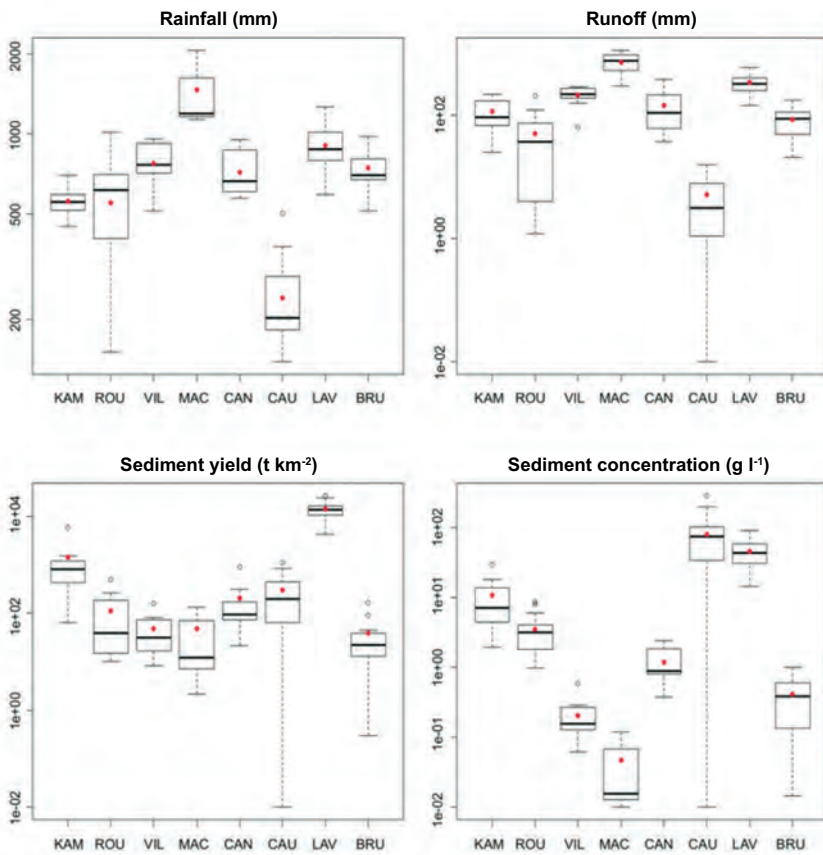 Rainfall (mm)
2000
1000
500
200
KAM ROU VIL MAC CAN CAU LAV BRU
Runoff (mm)
1e+02
1e+00
1e-02
KAM ROU VIL MAC CAN CAU LAV BRU
Sediment yield (t km-2)
1e+04
1e+02
1e+00
1e-02
KAM ROU VIL MAC CAN CAU LAV BRU
Sediment concentration (g l-1)
1e+02
1e+01
1e+00
1e-01
1e-02
KAM ROU VIL MAC CAN CAU LAV BRU